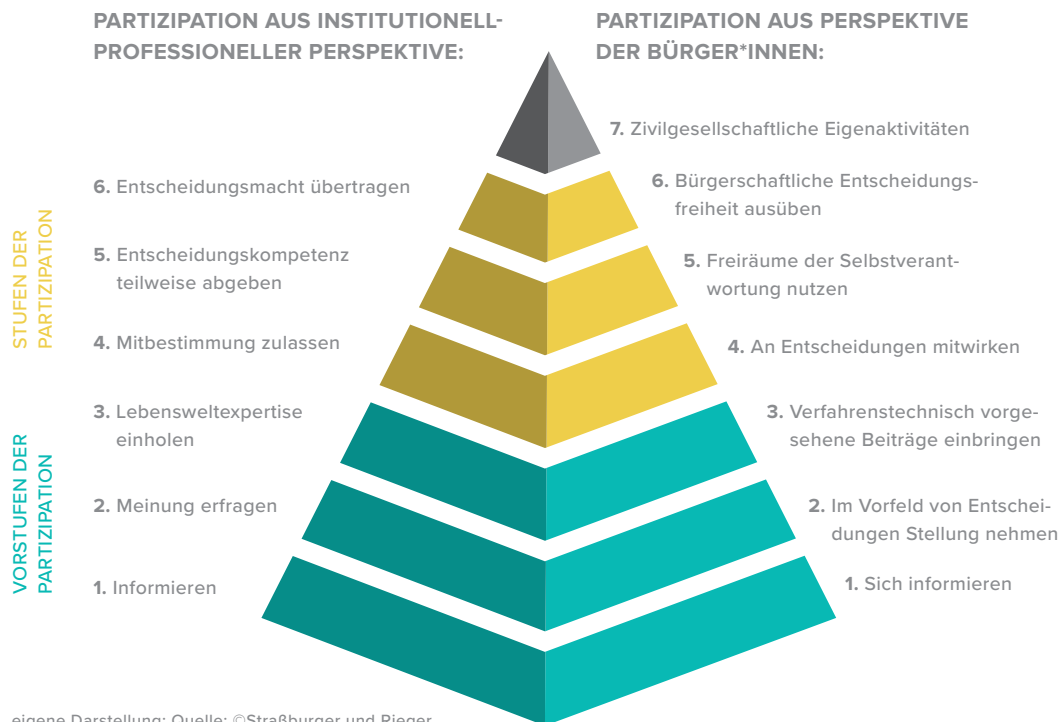 PARTIZIPATION AUS INSTITUTIONELL-
PROFESSIONELLER PERSPEKTIVE:
PARTIZIPATION AUS PERSPEKTIVE
DER BÜRGER*INNEN:
7. Zivilgesellschaftliche Eigenaktivitäten
STUFEN DER
PARTIZIPATION
6. Entscheidungsmacht übertragen
6. Bürgerschaftliche Entscheidungs-
freiheit ausüben
5. Entscheidungskompetenz
teilweise abgeben
5. Freiräume der Selbstverant-
wortung nutzen
4. Mitbestimmung zulassen
4. An Entscheidungen mitwirken
VORSTUFEN DER
PARTIZIPATION
3. Lebensweltexpertise
einholen
3. Verfahrenstechnisch vorge-
sehene Beiträge einbringen
2. Meinung erfragen
2. Im Vorfeld von Entschei-
dungen Stellung nehmen
1. Informieren
1. Sich informieren
eigene Darstellung; Quelle: ©Straßburger und Rieger